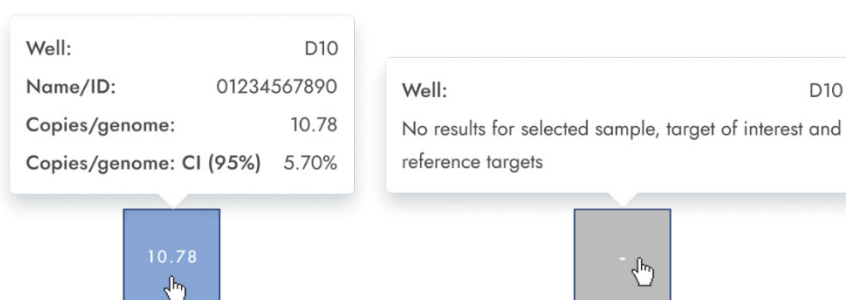 Well: D10
Name/ID: 01234567890
Copies/genome: 10.78
Copies/genome: CI (95%) 5.70%
10.78
Well: D10
No results for selected sample, target of interest and
reference targets
-